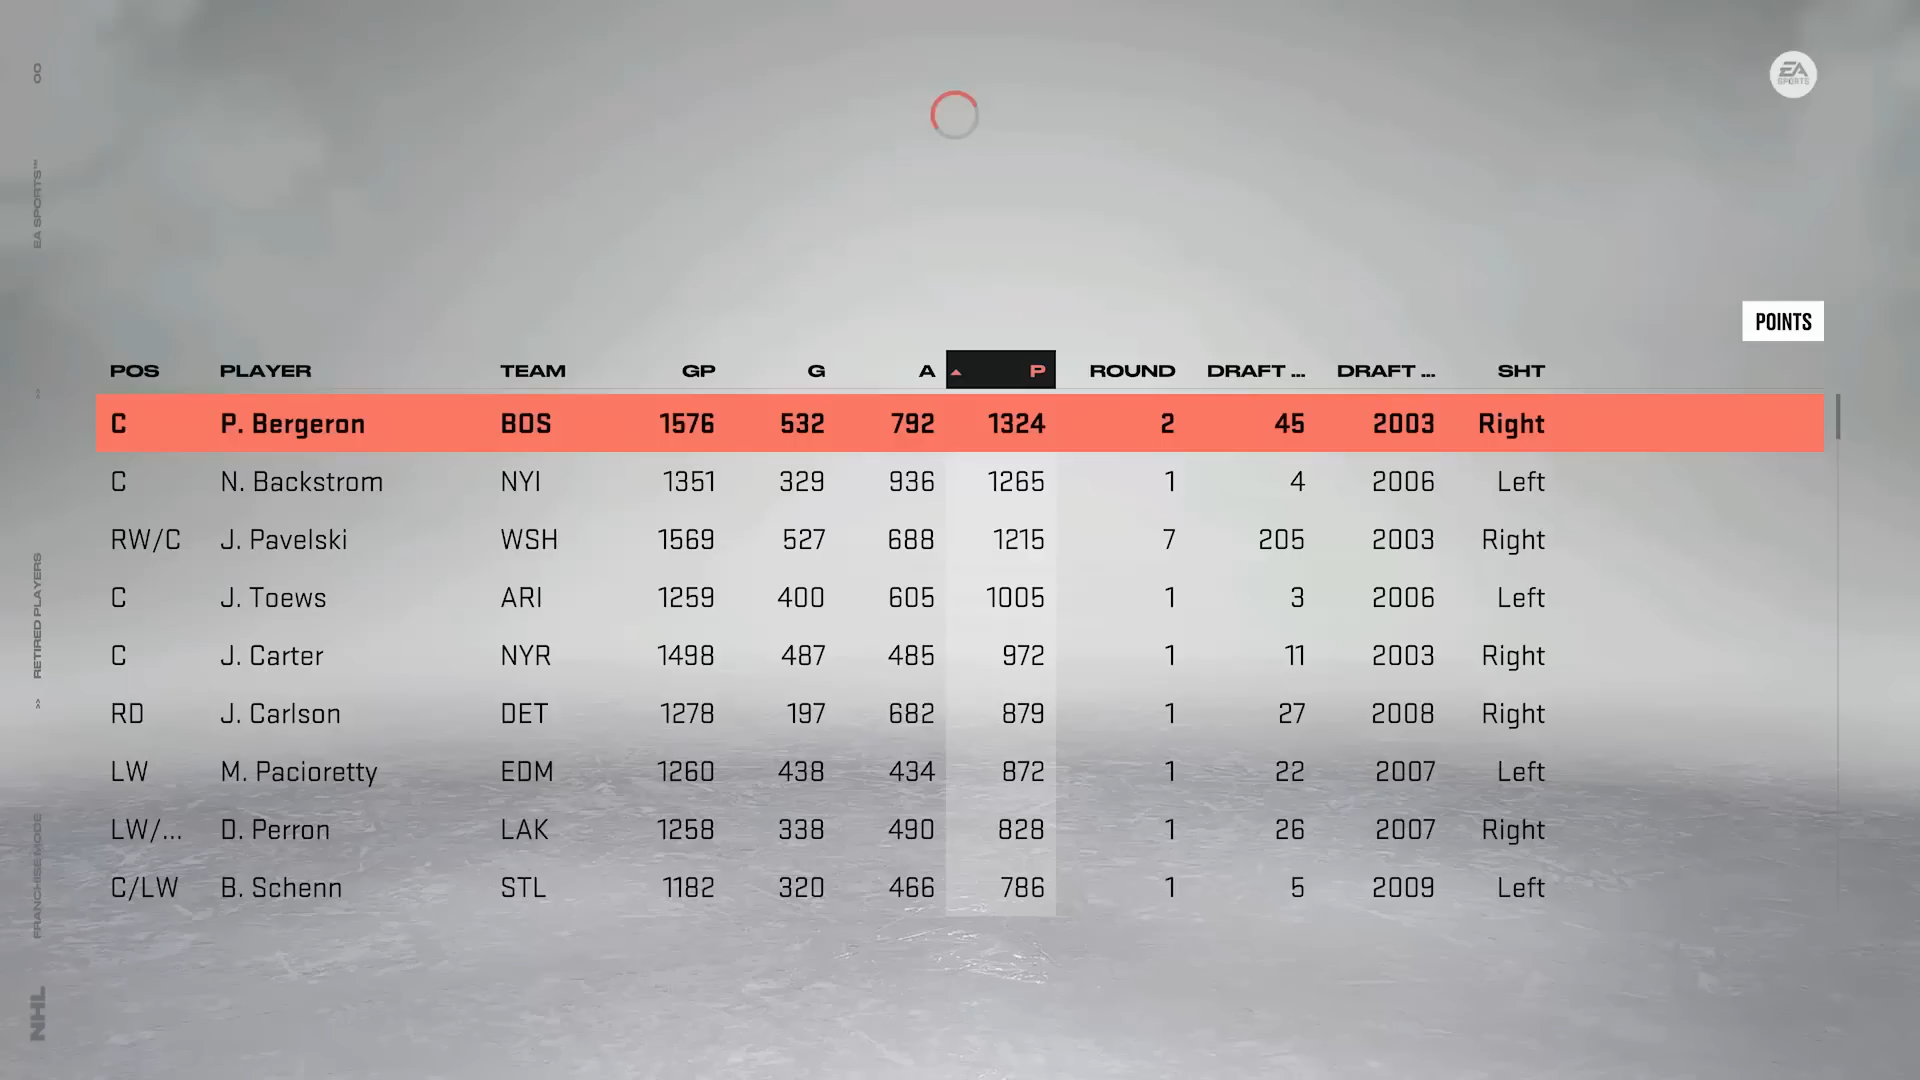 EA SPORTS
POINTS
POS PLAYER TEAM GP G A P ROUND DRAFT ... DRAFT ... SHT
C P. Bergeron BOS 1576 532 792 1324 2 45 2003 Right
C N. Backstrom NYI 1351 329 936 1265 1 4 2006 Left
RW/C J. Pavelski WSH 1569 527 688 1215 7 205 2003 Right
C J. Toews ARI 1259 400 605 1005 1 3 2006 Left
C J. Carter NYR 1498 487 485 972 1 11 2003 Right
RD J. Carlson DET 1278 197 682 879 1 27 2008 Right
LW M. Pacioretty EDM 1260 438 434 872 1 22 2007 Left
LW/... D. Perron LAK 1258 338 490 828 1 26 2007 Right
C/LW B. Schenn STL 1182 320 466 786 1 5 2009 Left
NHL FRANCHISE MODE >> RETIRED PLAYERS >> EA SPORTS™ 00